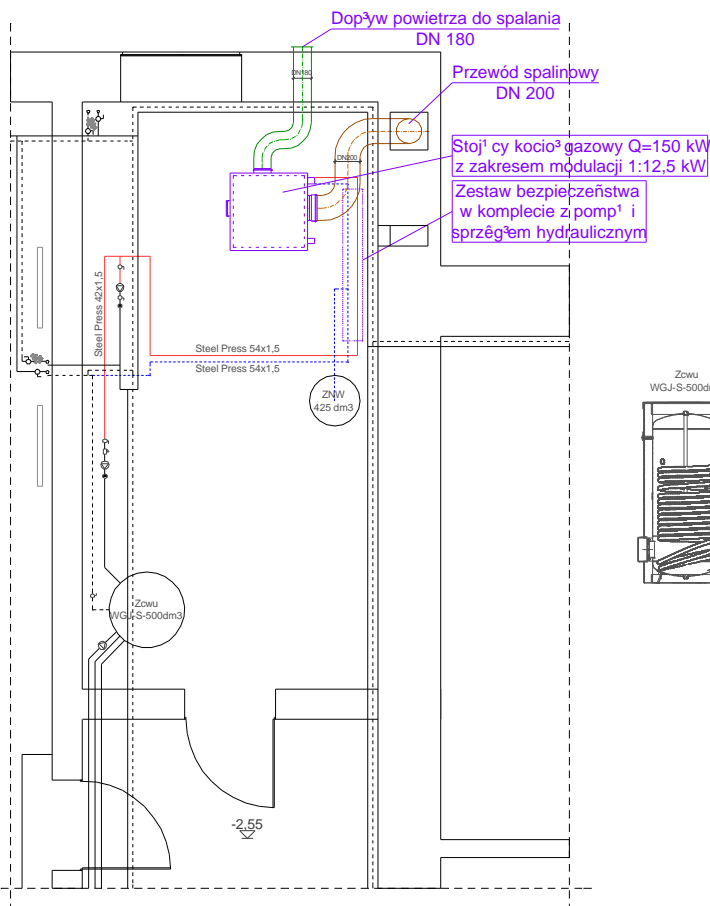 Dop³yw powietrza do spalania
DN 180
DN180
Przewód spalinowy
DN 200
Stoj¹ cy kocio³ gazowy Q=150 kW
z zakresem modulacji 1:12,5 kW
DN200
Zestaw bezpieczeństwa
w komplecie z pomp¹ i
sprzêg³em hydraulicznym
Steel Press 42x1,5
Steel Press 54x1,5
Steel Press 54x1,5
ZNW
425 dm3
Zcwu
WGJ-S-500dm
Zcwu
WGJ-S-500dm3
-2,55